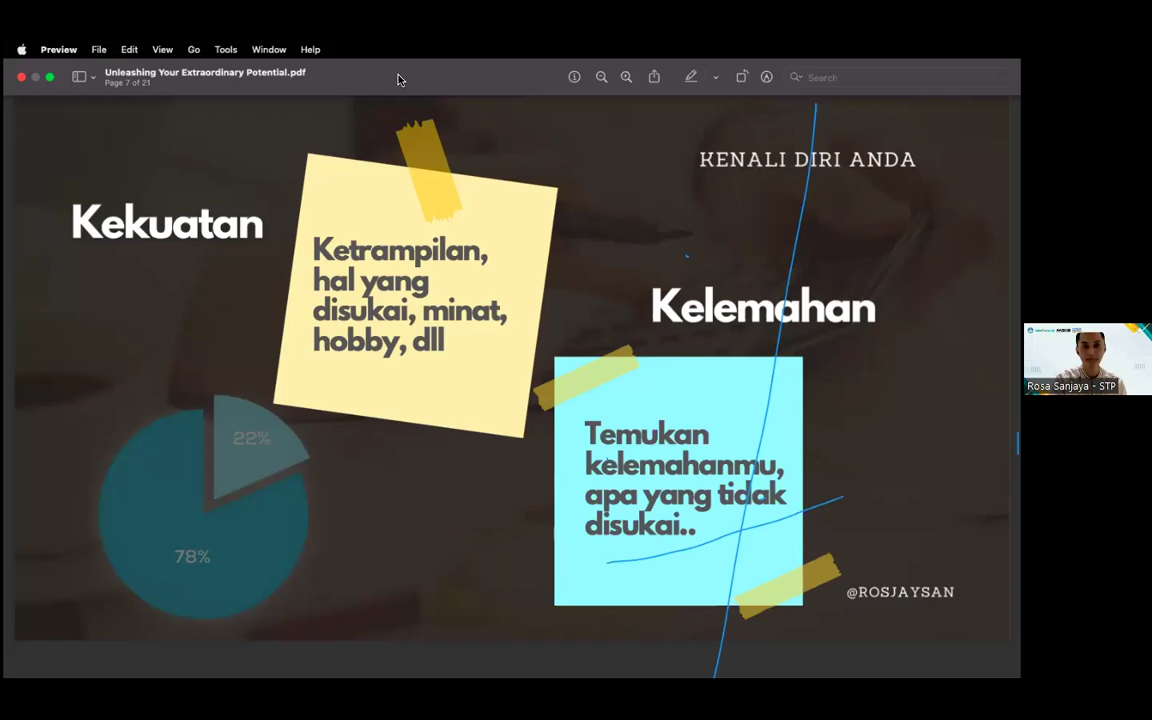 Preview File Edit View Go Tools Window Help
Unleashing Your Extraordinary Potential.pdf
Page 7 of 21
Search
KENALI DIRI ANDA
Kekuatan
Ketrampilan,
hal yang
disukai, minat,
hobby, dll
Kelemahan
Temukan
kelemahanmu,
apa yang tidak
disukai..
22%
78%
@ROSJAYSAN
Rosa Sanjaya - STP